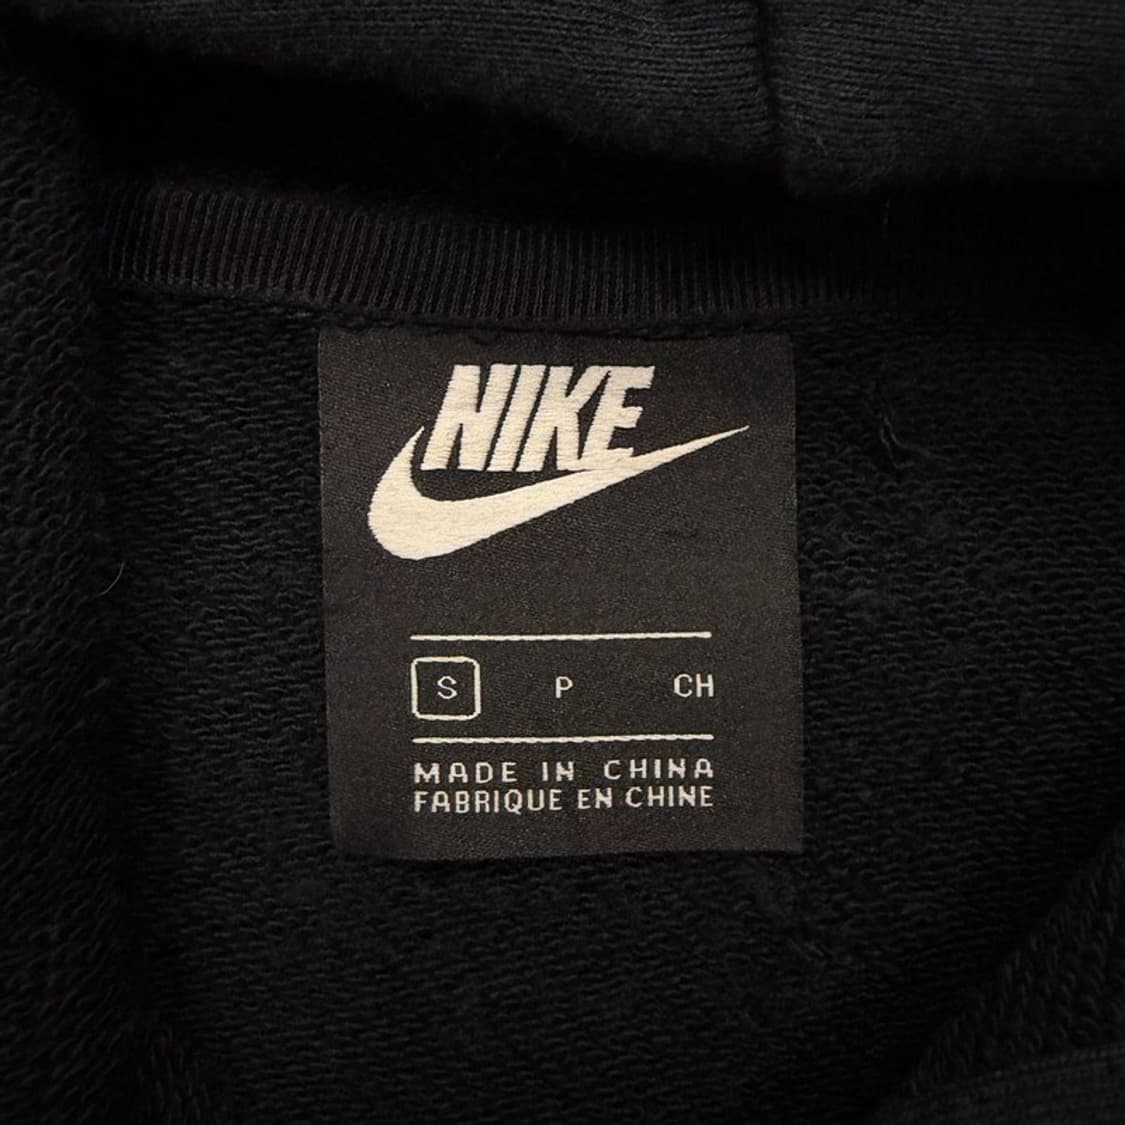 NIKE
S P CH
MADE IN CHINA
FABRIQUE EN CHINE